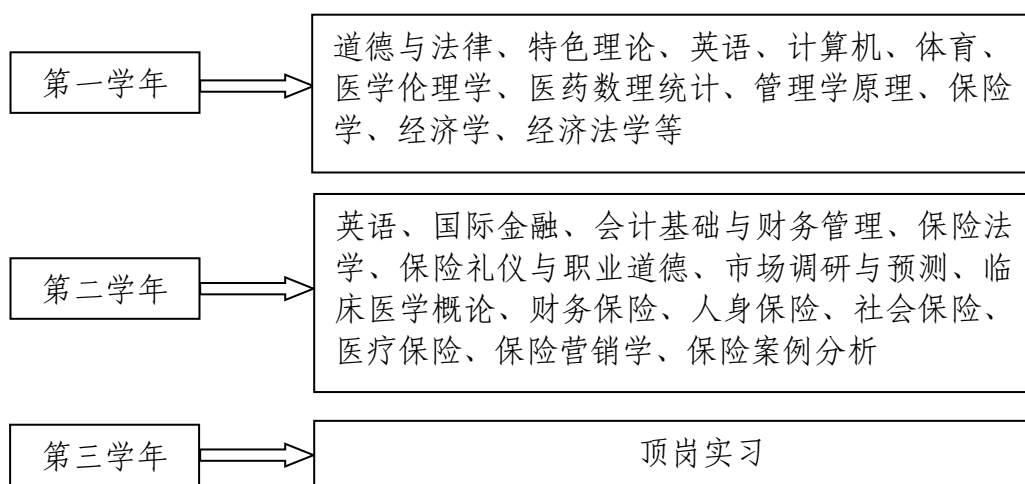 第一学年
道德与法律、特色理论、英语、计算机、体育、
医学伦理学、医药数理统计、管理学原理、保险
学、经济学、经济法学等
第二学年
英语、国际金融、会计基础与财务管理、保险法
学、保险礼仪与职业道德、市场调研与预测、临
床医学概论、财务保险、人身保险、社会保险、
医疗保险、保险营销学、保险案例分析
第三学年
顶岗实习